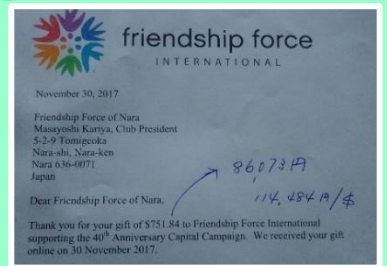 friendship force
INTERNATIONAL
November 30, 2017
Friendship Force of Nara
Masayoshi Kariya, Club President
5-2-9 Tomigeoka
Nara-shi, Nara-ken
Nara 636-0071
Japan
86,073円
114,484円/$
Dear Friendship Force of Nara,
Thank you for your gift of $751.84 to Friendship Force International
supporting the 40th Anniversary Capital Campaign. We received your gift
online on 30 November 2017.